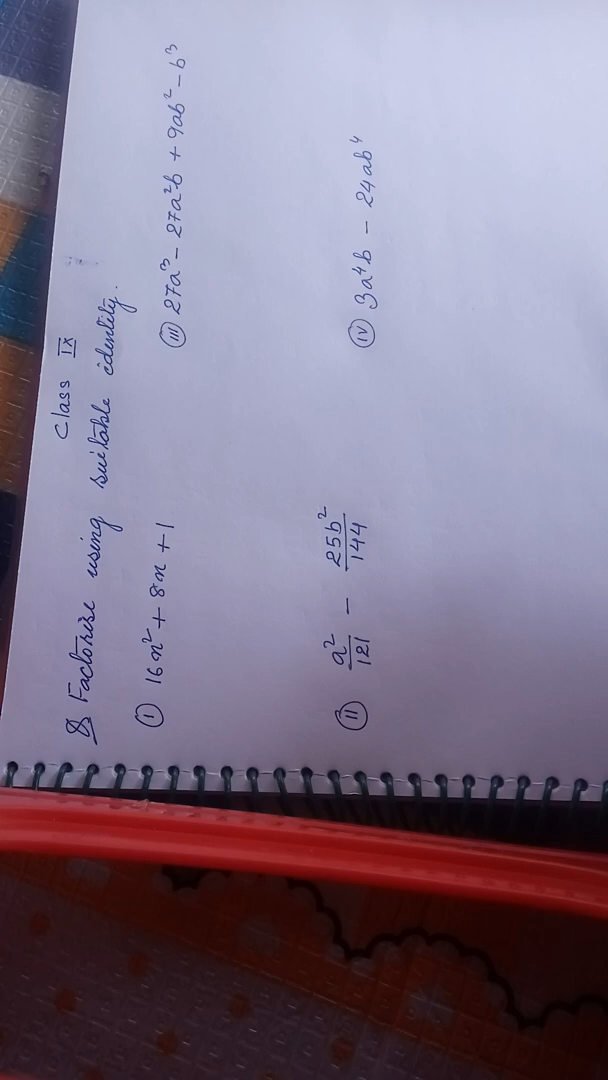 Class IX
Q Factorise using suitable identity.
(I) 16x² + 8x + 1
(III) 27a³ - 27a²b + 9ab² - b³
(II) a²/121 - 25b²/144
(IV) 3a⁴b - 24ab⁴